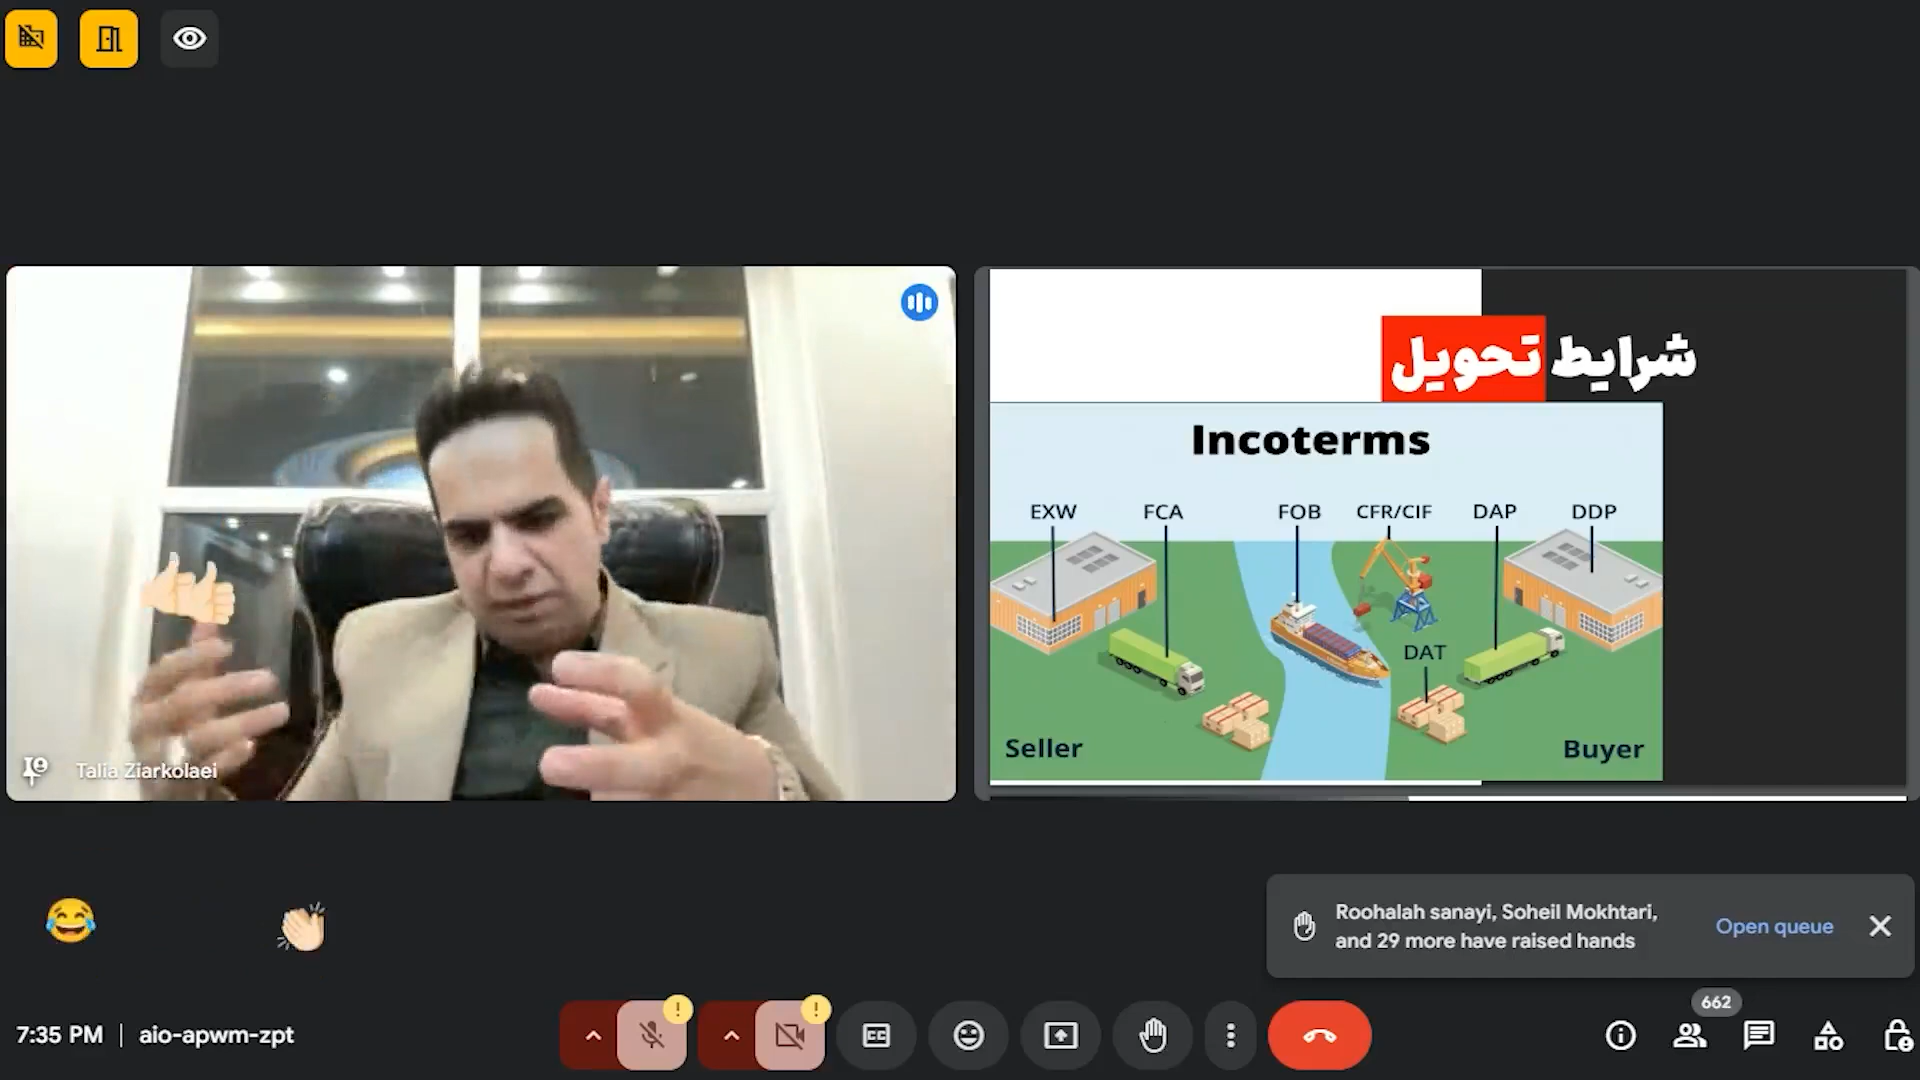 شرایط تحویل
Incoterms
EXW FCA FOB CFR/CIF DAP DDP
DAT
Seller Buyer
Talia Ziarkolaei
Roohalah sanayi, Soheil Mokhtari,
and 29 more have raised hands
Open queue
662
7:35 PM | aio-apwm-zpt
CC